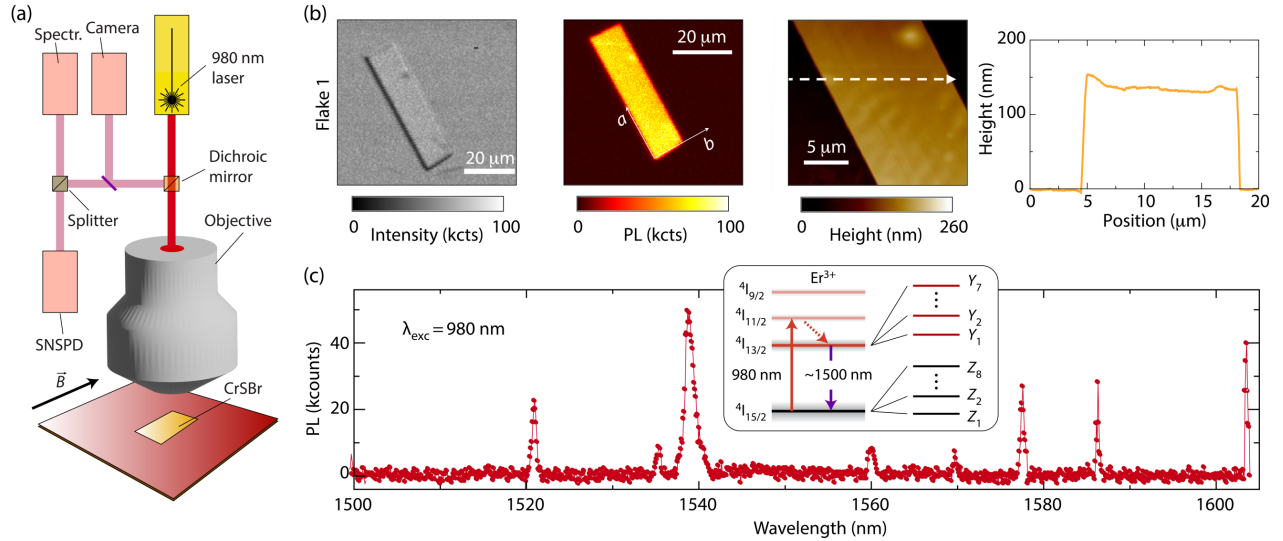 (a)
Spectr.
Camera
980 nm
laser
Dichroic
mirror
Splitter
Objective
SNSPD
B
CrSBr
(b)
Flake 1
20 μm
0
100
Intensity (kcts)
20 μm
a
b
0
100
PL (kcts)
5 μm
0
260
Height (nm)
200
100
0
Height (nm)
0
5
10
15
20
Position (μm)
(c)
λexc = 980 nm
PL (kcounts)
40
20
0
1500
1520
1540
1560
1580
1600
Wavelength (nm)
Er³⁺
⁴I9/2
⁴I11/2
⁴I13/2
⁴I15/2
980 nm
~1500 nm
Y7
Y2
Y1
Z8
Z2
Z1